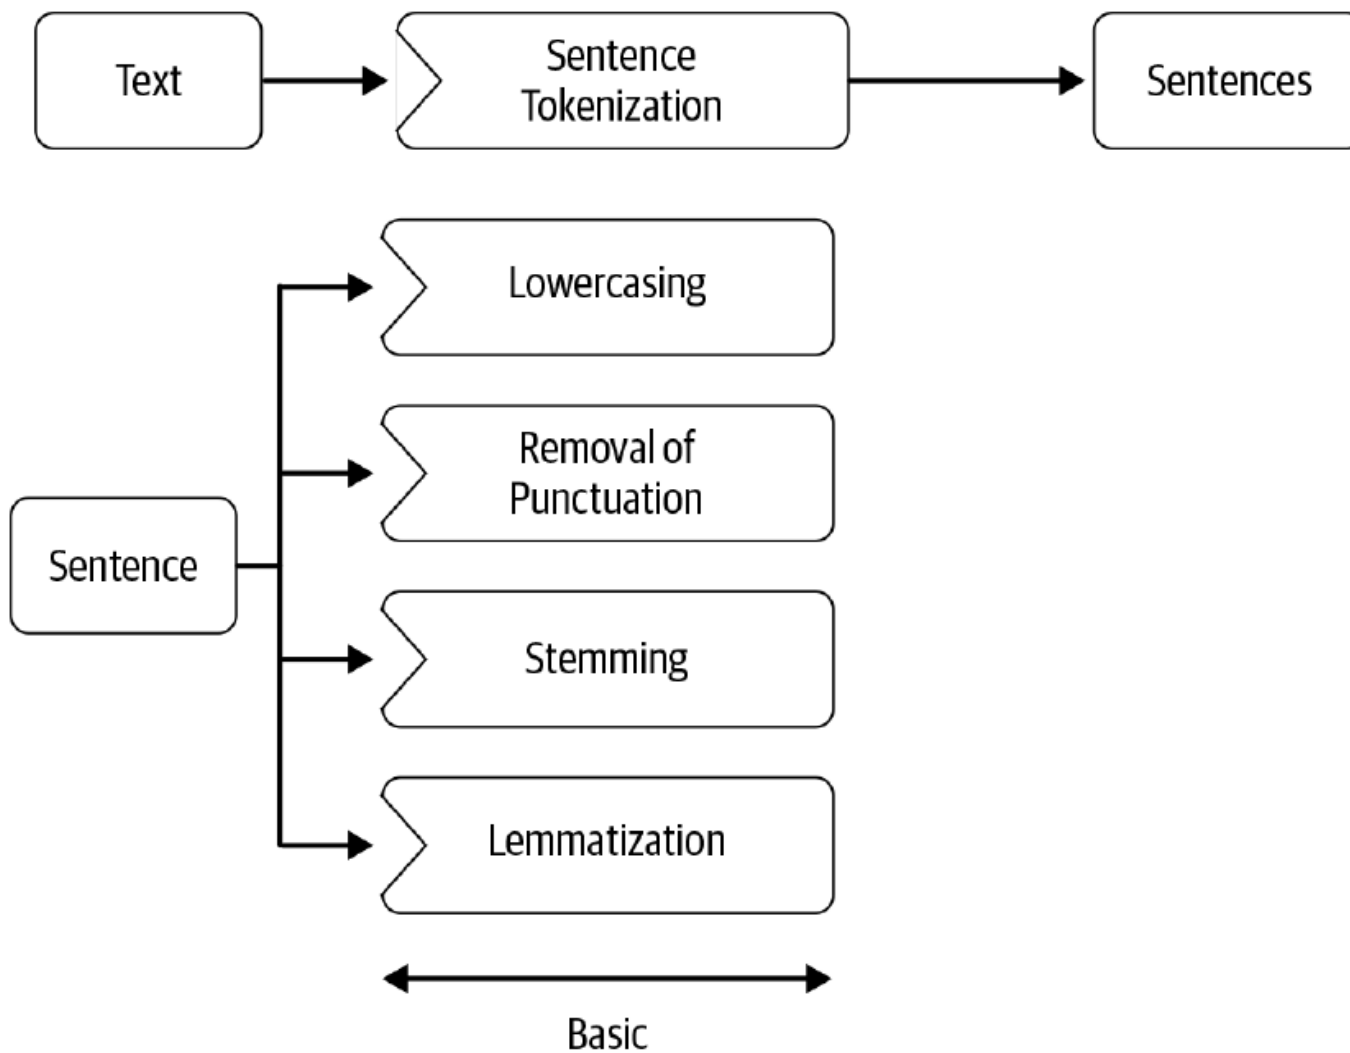 Text
Sentence
Tokenization
Sentences
Lowercasing
Removal of
Punctuation
Sentence
Stemming
Lemmatization
Basic